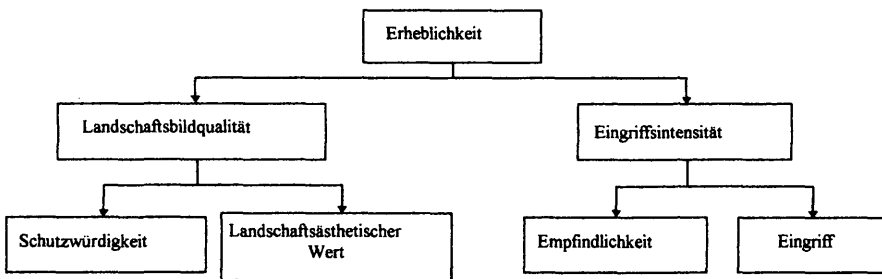 Erheblichkeit
Landschaftsbildqualität
Eingriffsintensität
Schutzwürdigkeit
Landschaftsästhetischer
Wert
Empfindlichkeit
Eingriff